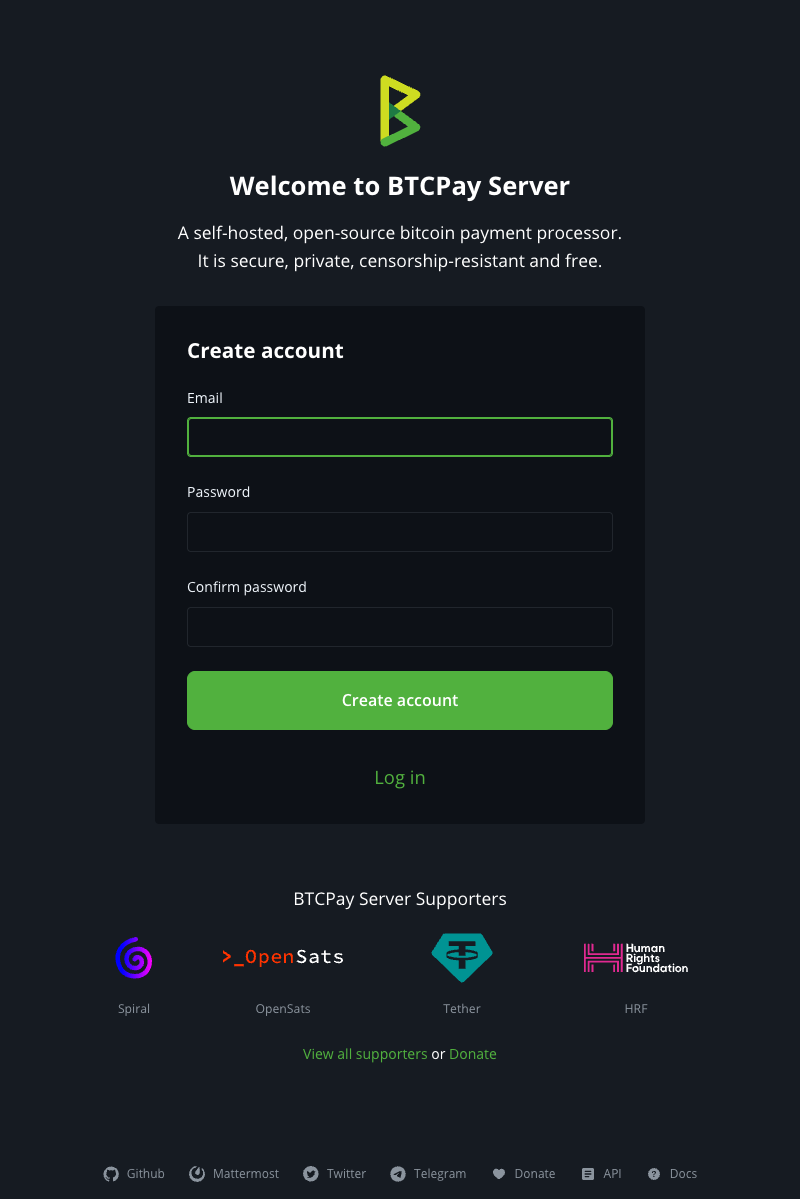 Welcome to BTCPay Server
A self-hosted, open-source bitcoin payment processor.
It is secure, private, censorship-resistant and free.
Create account
Email
Password
Confirm password
Create account
Log in
BTCPay Server Supporters
>_OpenSats
Human
Rights
Foundation
Spiral
OpenSats
Tether
HRF
View all supporters or Donate
Github
Mattermost
Twitter
Telegram
Donate
API
Docs